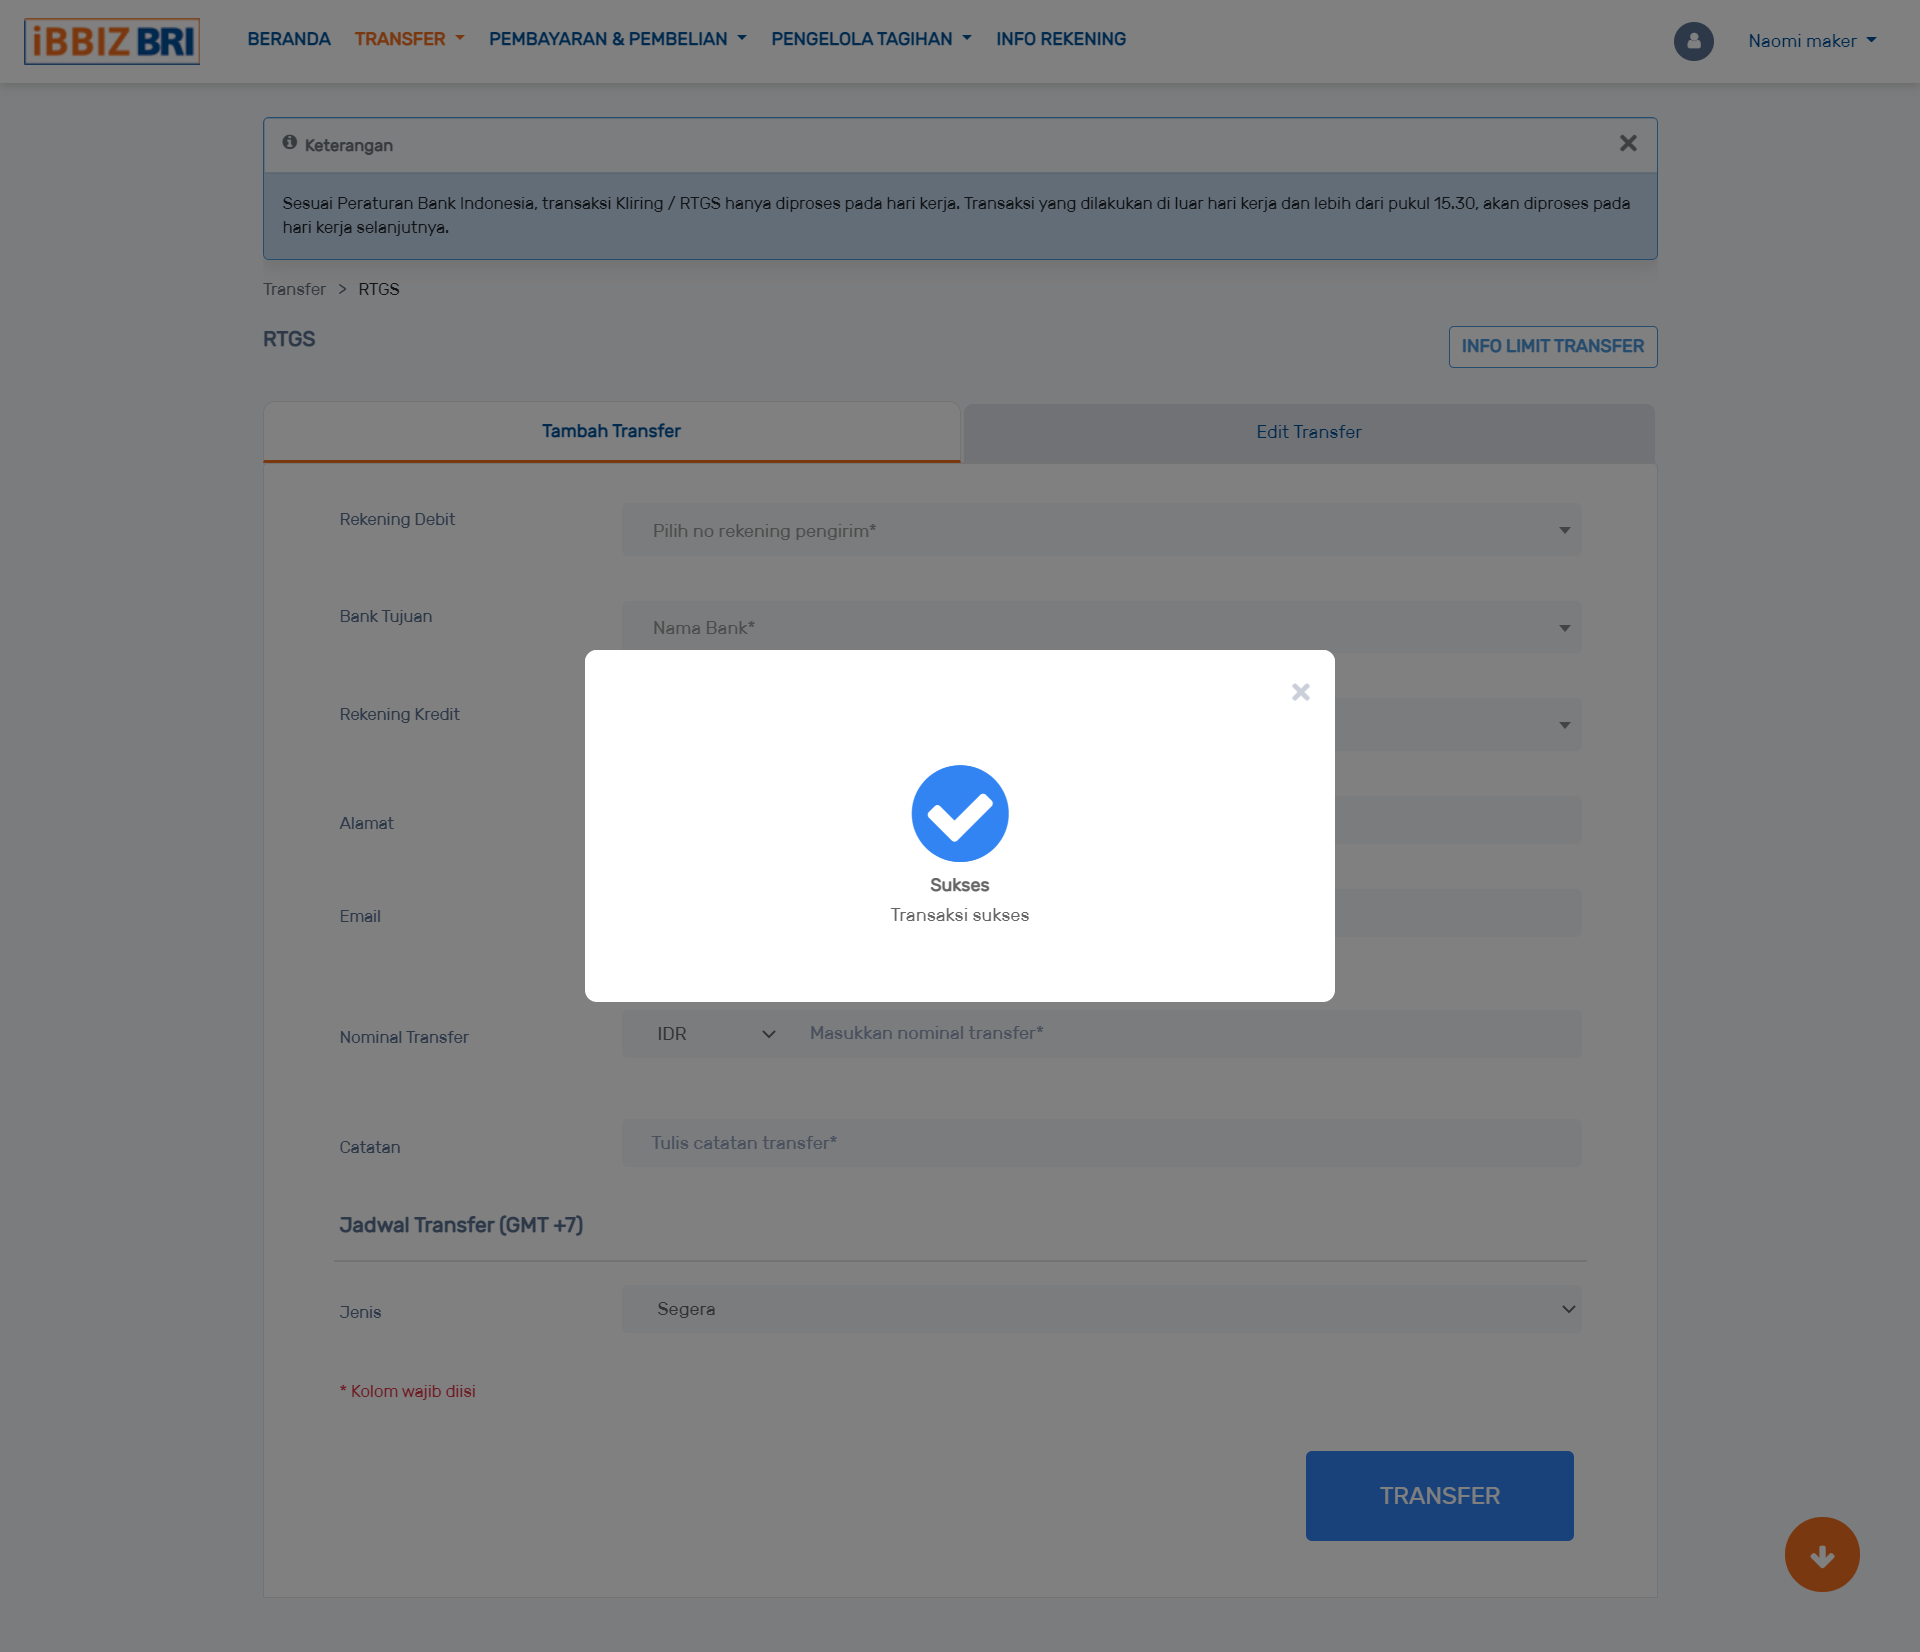 iBBIZ BRI
BERANDA TRANSFER PEMBAYARAN & PEMBELIAN PENGELOLA TAGIHAN INFO REKENING Naomi maker
Keterangan
Sesuai Peraturan Bank Indonesia, transaksi Kliring / RTGS hanya diproses pada hari kerja. Transaksi yang dilakukan di luar hari kerja dan lebih dari pukul 15.30, akan diproses pada
hari kerja selanjutnya.
Transfer > RTGS
RTGS
INFO LIMIT TRANSFER
Tambah Transfer Edit Transfer
Rekening Debit Pilih no rekening pengirim*
Bank Tujuan Nama Bank*
Rekening Kredit
Alamat
Sukses
Transaksi sukses
Email
Nominal Transfer IDR Masukkan nominal transfer*
Catatan Tulis catatan transfer*
Jadwal Transfer (GMT +7)
Jenis Segera
* Kolom wajib diisi
TRANSFER